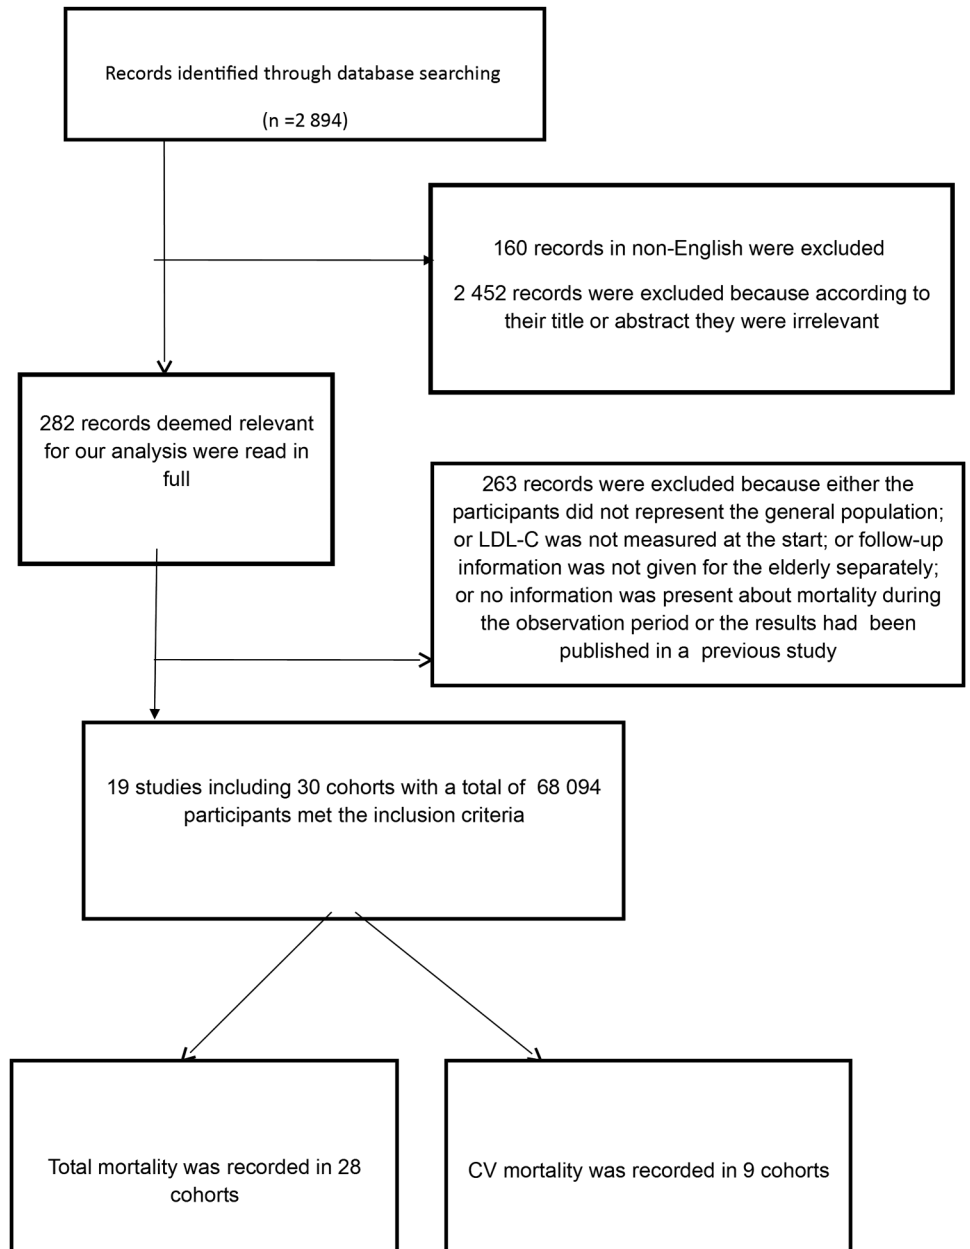 Records identified through database searching
(n =2 894)
160 records in non-English were excluded
2 452 records were excluded because according to
their title or abstract they were irrelevant
282 records deemed relevant
for our analysis were read in
full
263 records were excluded because either the
participants did not represent the general population;
or LDL-C was not measured at the start; or follow-up
information was not given for the elderly separately;
or no information was present about mortality during
the observation period or the results had  been
published in a  previous study
19 studies including 30 cohorts with a total of  68 094
participants met the inclusion criteria
Total mortality was recorded in 28
cohorts
CV mortality was recorded in 9 cohorts